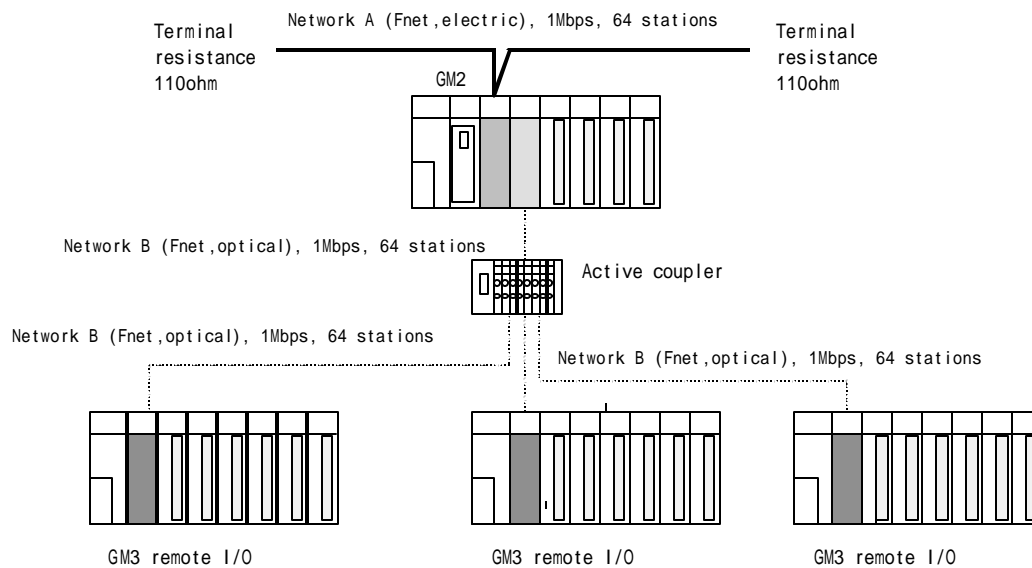 Network A (Fnet,electric), 1Mbps, 64 stations
Terminal
resistance
110ohm
Terminal
resistance
110ohm
GM2
Network B (Fnet,optical), 1Mbps, 64 stations
Active coupler
Network B (Fnet,optical), 1Mbps, 64 stations
Network B (Fnet,optical), 1Mbps, 64 stations
GM3 remote I/O
GM3 remote I/O
GM3 remote I/O